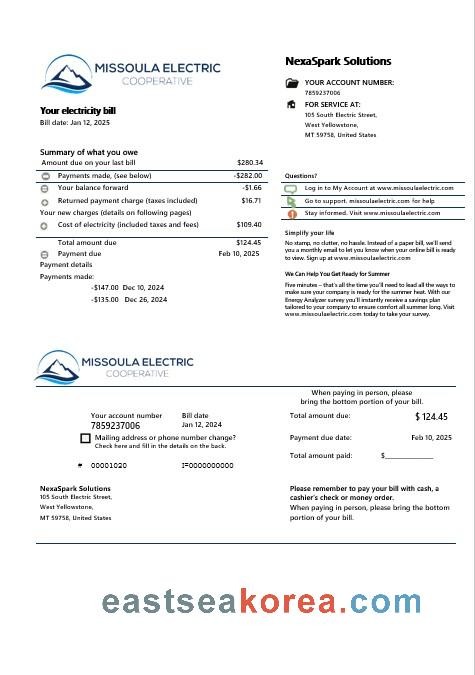 MISSOULA ELECTRIC
COOPERATIVE
NexaSpark Solutions
YOUR ACCOUNT NUMBER:
7859237006
FOR SERVICE AT:
105 South Electric Street,
West Yellowstone,
MT 59758, United States
Your electricity bill
Bill date: Jan 12, 2025
Summary of what you owe
Amount due on your last bill $280.34
Payments made, (see below) -$282.00
Your balance forward -$1.66
Returned payment charge (taxes included) $16.71
Your new charges (details on following pages)
Cost of electricity (included taxes and fees) $109.40
Total amount due $124.45
Payment due Feb 10, 2025
Payment details
Payments made:
-$147.00 Dec 10, 2024
-$135.00 Dec 26, 2024
Questions?
Log in to My Account at www.missoulaelectric.com
Go to support. missoulaelectric.com for help
Stay informed. Visit www.missoulaelectric.com
Simplify your life
No stamp, no clutter, no hassle. Instead of a paper bill, we'll send
you a monthly email to let you know when your online bill is ready
to view. Sign up at www.missoulaelectric.com
We Can Help You Get Ready for Summer
Five minutes – that's all the time you'll need to lead all the ways to
make sure your company is ready for the summer heat. With our
Energy Analyzer survey you'll instantly receive a savings plan
tailored to your company to ensure comfort all summer long. Visit
www.missoulaelectric.com today to take your survey.
MISSOULA ELECTRIC
COOPERATIVE
When paying in person, please
bring the bottom portion of your bill.
Your account number Bill date
7859237006 Jan 12, 2024
Mailing address or phone number change?
Check here and fill in the details on the back.
# 00001020 I=0000000000
Total amount due: $ 124.45
Payment due date: Feb 10, 2025
Total amount paid: $______________
NexaSpark Solutions
105 South Electric Street,
West Yellowstone,
MT 59758, United States
Please remember to pay your bill with cash, a
cashier's check or money order.
When paying in person, please bring the bottom
portion of your bill.
eastseakorea.com